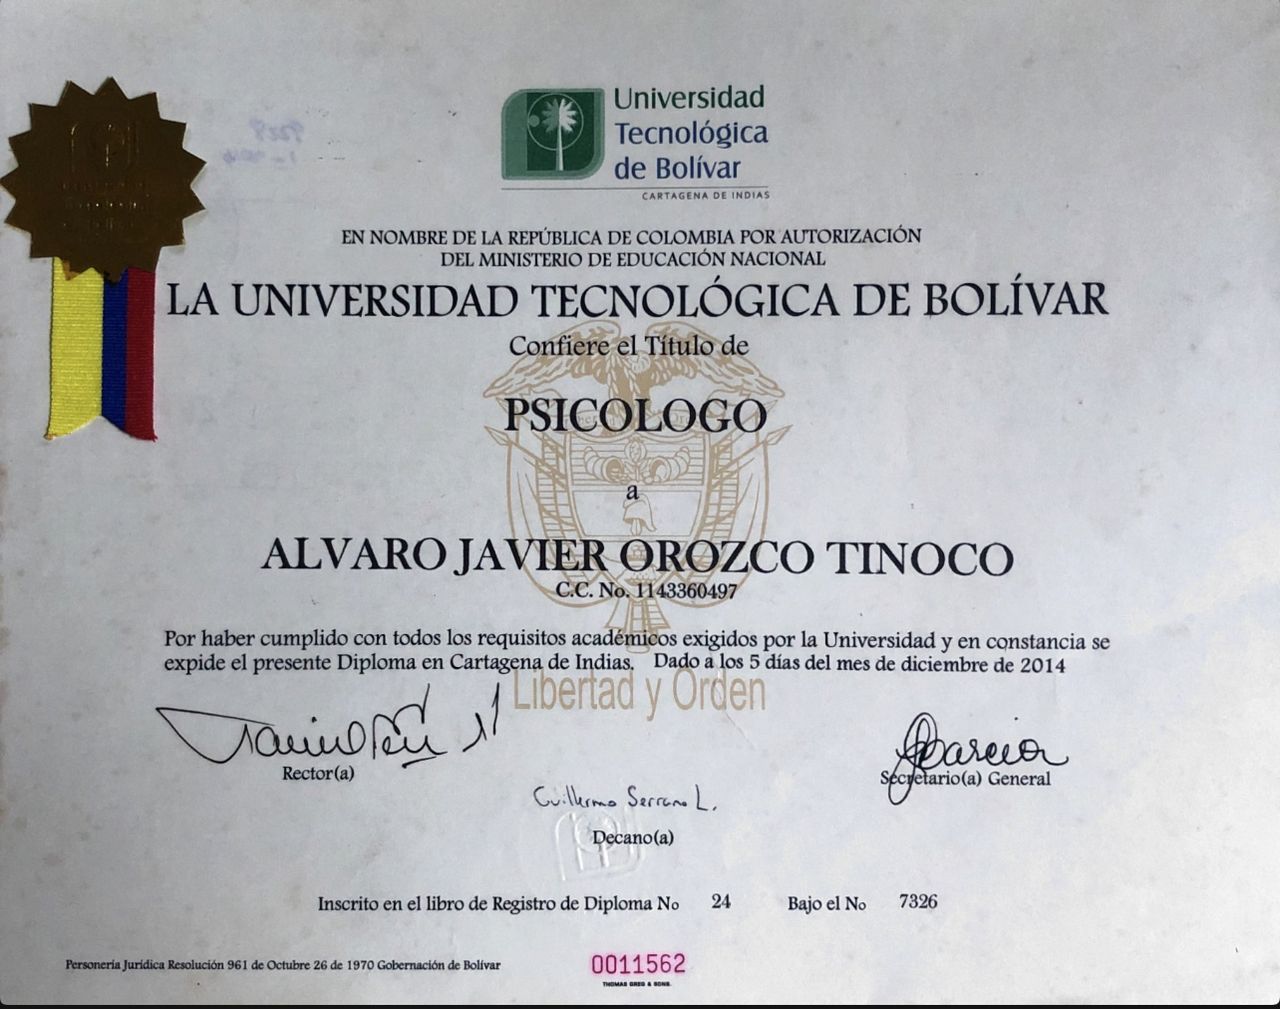 Universidad
Tecnológica
de Bolívar
CARTAGENA DE INDIAS
EN NOMBRE DE LA REPÚBLICA DE COLOMBIA POR AUTORIZACIÓN
DEL MINISTERIO DE EDUCACIÓN NACIONAL
LA UNIVERSIDAD TECNOLÓGICA DE BOLÍVAR
Confiere el Título de
PSICOLOGO
a
ALVARO JAVIER OROZCO TINOCO
C.C. No. 1143360497
Por haber cumplido con todos los requisitos académicos exigidos por la Universidad y en constancia se
expide el presente Diploma en Cartagena de Indias. Dado a los 5 días del mes de diciembre de 2014
Libertad y Orden
Rector(a)
Secretario(a) General
Guillermo Serrano L.
Decano(a)
Inscrito en el libro de Registro de Diploma No 24 Bajo el No 7326
Personería Jurídica Resolución 961 de Octubre 26 de 1970 Gobernación de Bolívar
0011562
THOMAS GREG & SONS.